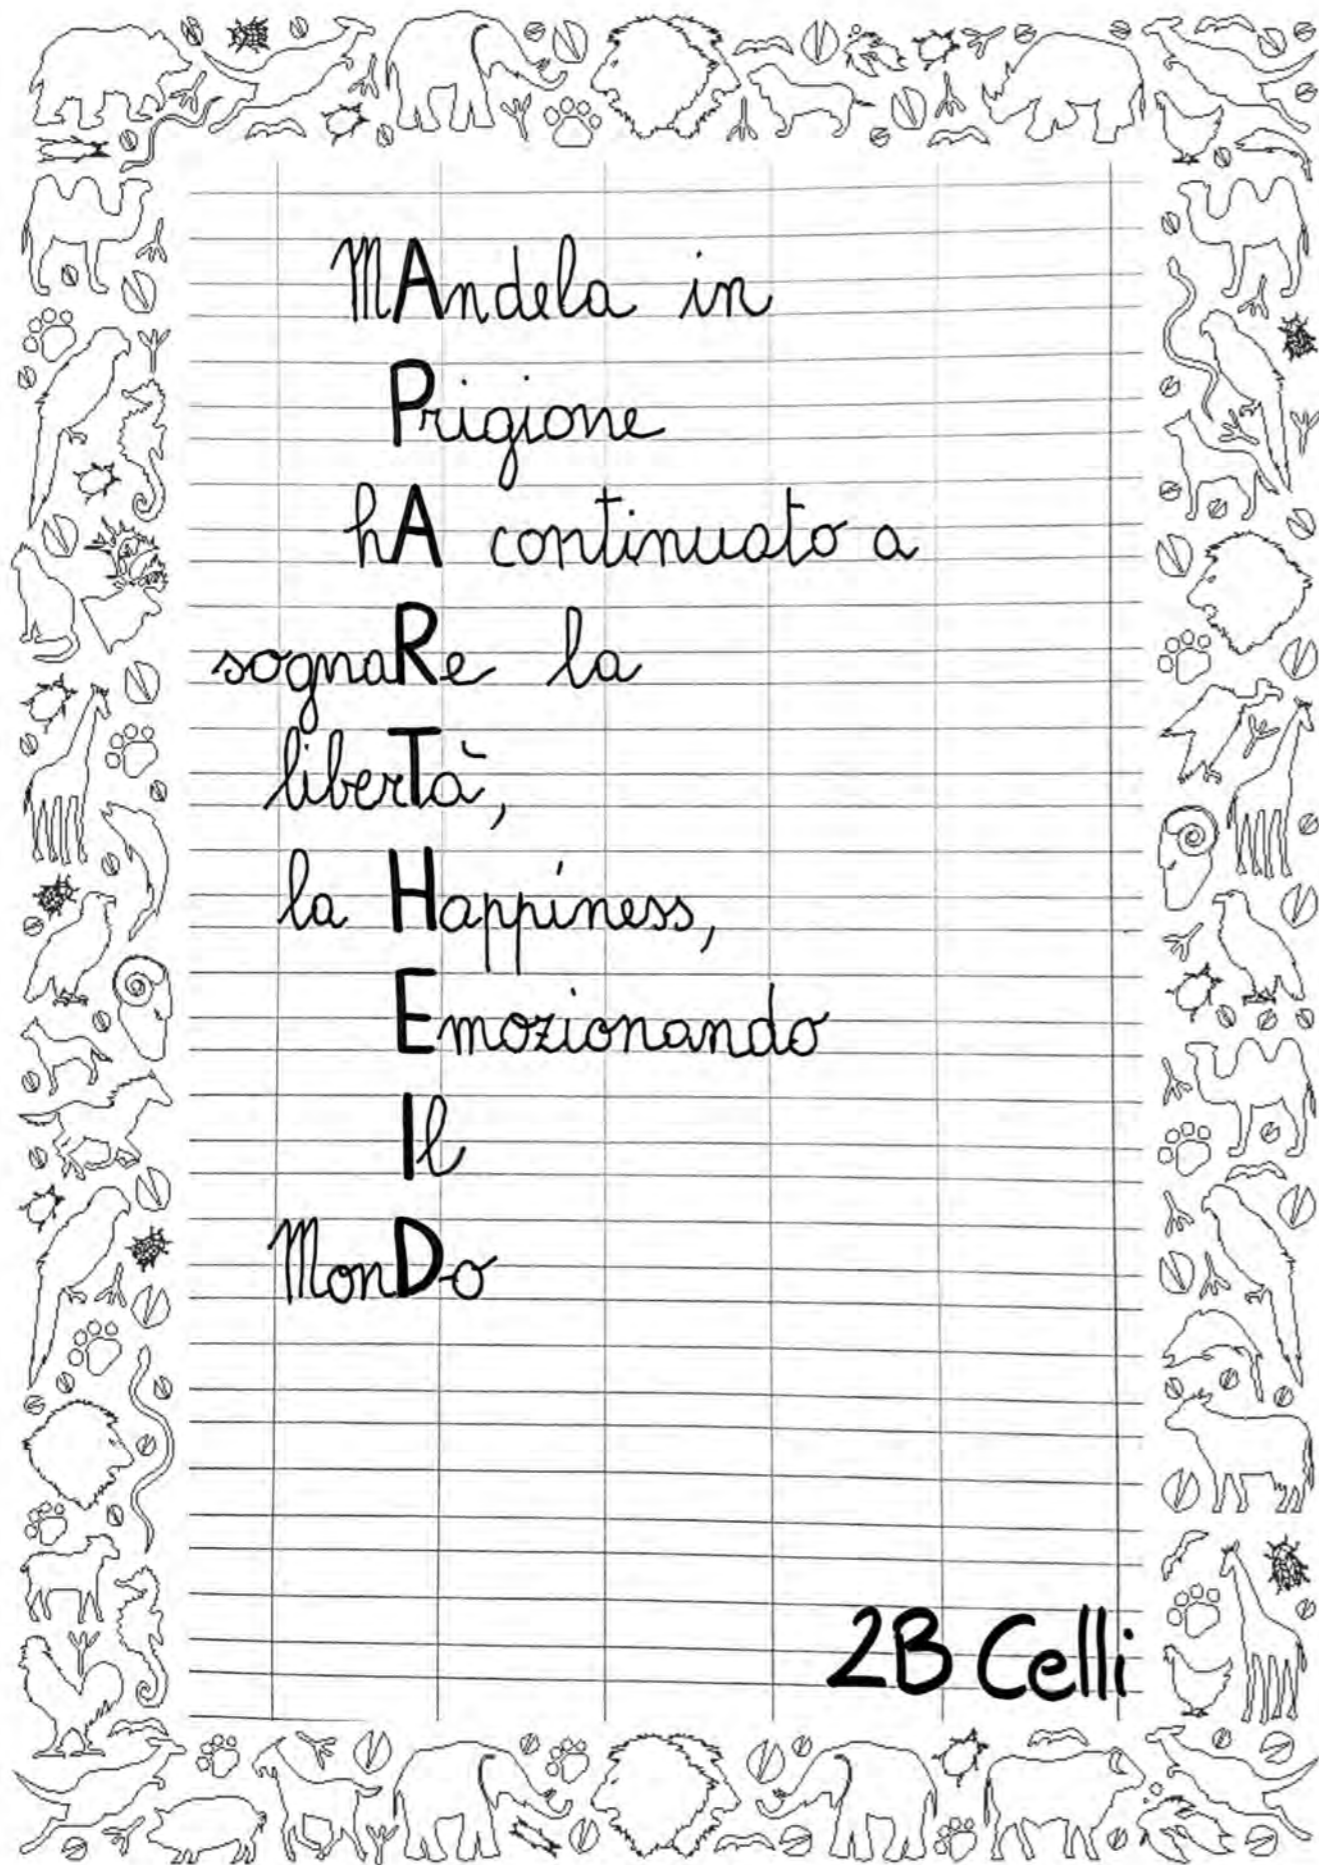 MAndela in
Prigione
hA continuato a
sognaRe la
liberTà,
la Happiness,
Emozionando
Il
MonDo
2B Celli